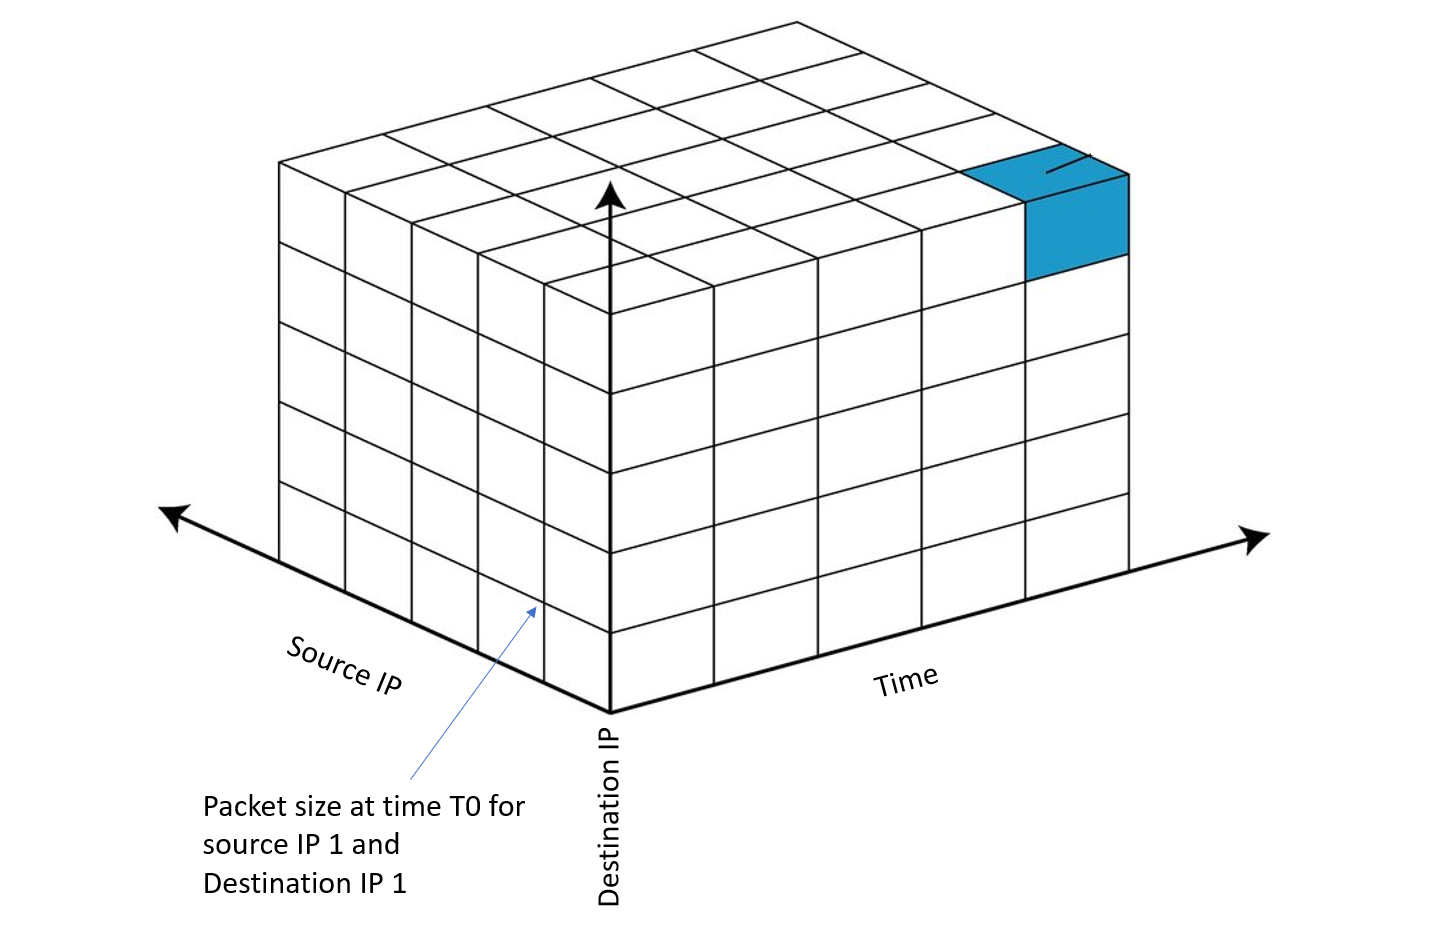 Source IP
Time
Destination IP
Packet size at time T0 for
source IP 1 and
Destination IP 1